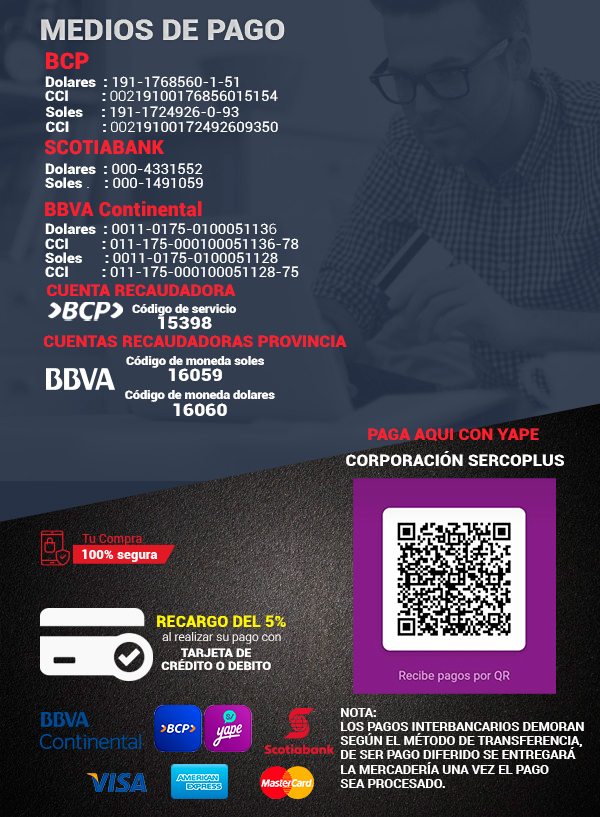 MEDIOS DE PAGO
BCP
Dolares : 191-1768560-1-51
CCI : 00219100176856015154
Soles : 191-1724926-0-93
CCI : 00219100172492609350
SCOTIABANK
Dolares : 000-4331552
Soles . : 000-1491059
BBVA Continental
Dolares : 0011-0175-0100051136
CCI : 011-175-000100051136-78
Soles : 0011-0175-0100051128
CCI : 011-175-000100051128-75
CUENTA RECAUDADORA
BCP
Código de servicio
15398
CUENTAS RECAUDADORAS PROVINCIA
BBVA
Código de moneda soles
16059
Código de moneda dolares
16060
PAGA AQUI CON YAPE
CORPORACIÓN SERCOPLUS
Recibe pagos por QR
Tu Compra
100% segura
RECARGO DEL 5%
al realizar su pago con
TARJETA DE
CRÉDITO O DEBITO
BBVA
Continental
BCP
S/
yape
Scotiabank
VISA
AMERICAN
EXPRESS
MasterCard
NOTA:
LOS PAGOS INTERBANCARIOS DEMORAN
SEGÚN EL MÉTODO DE TRANSFERENCIA,
DE SER PAGO DIFERIDO SE ENTREGARÁ
LA MERCADERÍA UNA VEZ EL PAGO
SEA PROCESADO.